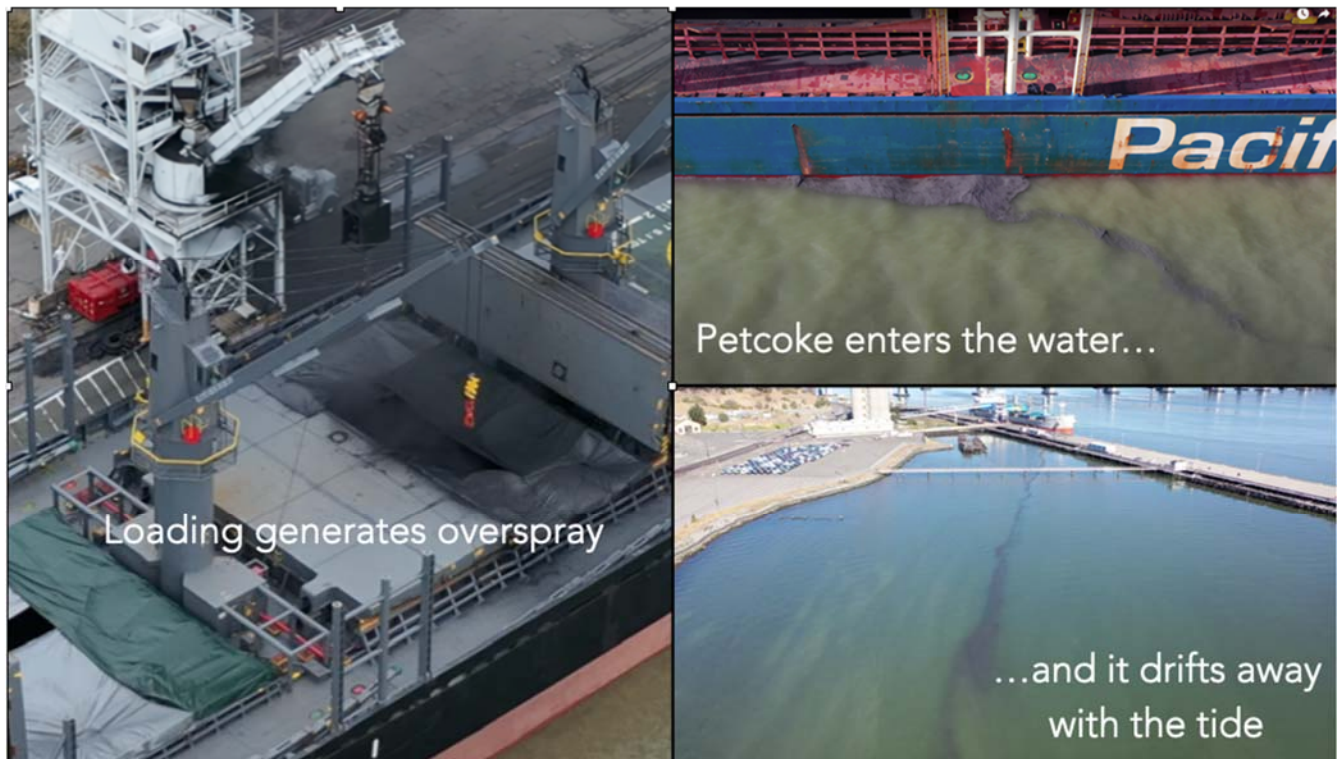 Loading generates overspray
Pacif
Petcoke enters the water...
...and it drifts away
with the tide